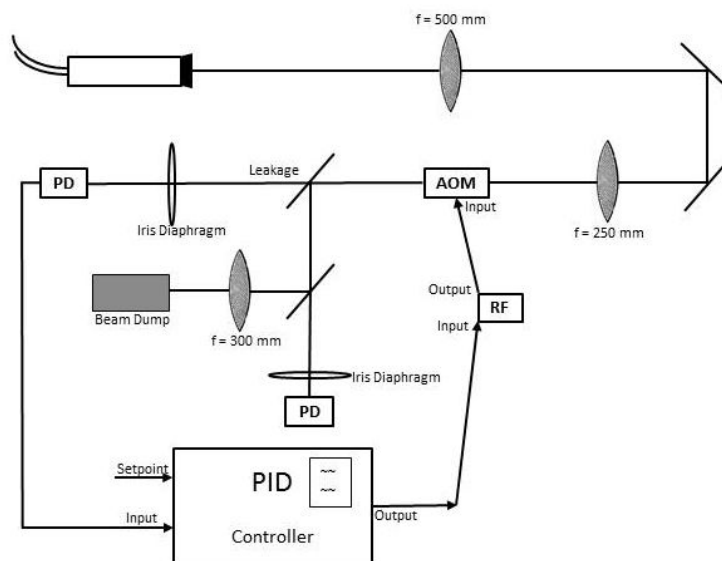 f = 500 mm
PD
Leakage
AOM
Input
Iris Diaphragm
f = 250 mm
Output
RF
Input
Beam Dump
f = 300 mm
Iris Diaphragm
PD
Setpoint
PID
~~
~~
Input
Output
Controller